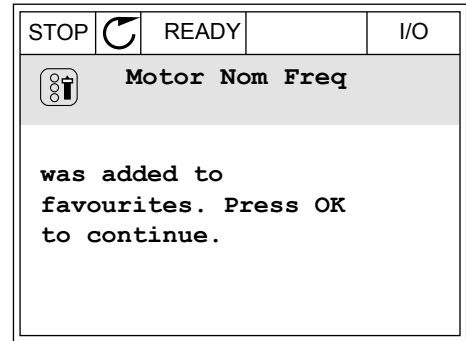 STOP READY I/O
Motor Nom Freq
was added to
favourites. Press OK
to continue.